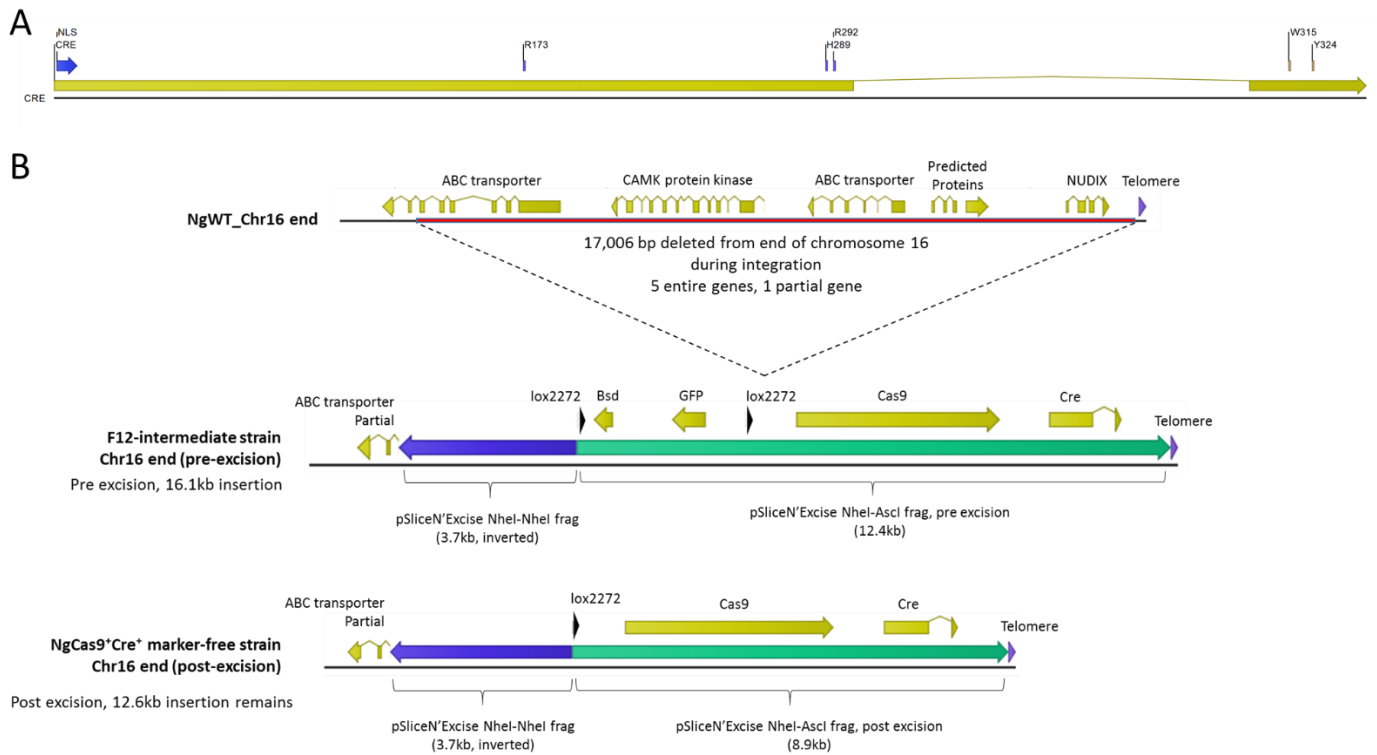 A
NLS
CRE
R173
R292
H289
W315
Y324
CRE
B
ABC transporter
CAMK protein kinase
ABC transporter
Predicted
Proteins
NUDIX
Telomere
NgWT_Chr16 end
17,006 bp deleted from end of chromosome 16
during integration
5 entire genes, 1 partial gene
ABC transporter
Partial
lox2272
Bsd
GFP
lox2272
Cas9
Cre
Telomere
F12-intermediate strain
Chr16 end (pre-excision)
Pre excision, 16.1kb insertion
pSliceN'Excise NheI-NheI frag
(3.7kb, inverted)
pSliceN'Excise NheI-AscI frag, pre excision
(12.4kb)
ABC transporter
Partial
lox2272
Cas9
Cre
Telomere
NgCas9⁺Cre⁺ marker-free strain
Chr16 end (post-excision)
Post excision, 12.6kb insertion remains
pSliceN'Excise NheI-NheI frag
(3.7kb, inverted)
pSliceN'Excise NheI-AscI frag, post excision
(8.9kb)